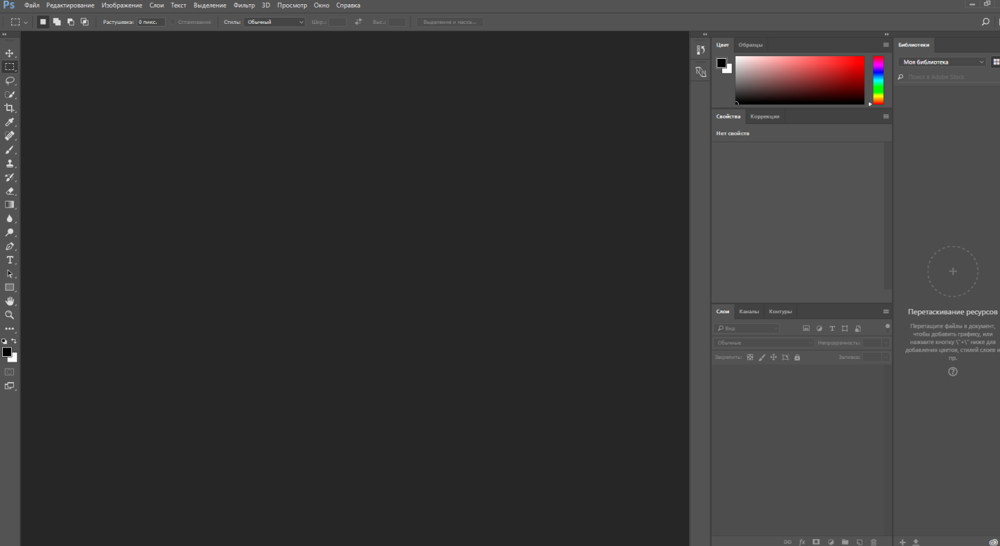 Ps Файл Редактирование Изображение Слои Текст Выделение Фильтр 3D Просмотр Окно Справка
Растушевка: 0 пикс. Сглаживание Стиль: Обычный Шир.: Выс.: Выделение и маска...
Цвет Образцы
Библиотеки
Моя библиотека
Поиск в Adobe Stock
Свойства Коррекция
Нет свойств
Перетаскивание ресурсов
Перетащите файлы в документ,
чтобы добавить графику, или
нажмите кнопку \"+\" ниже для
добавления цветов, стилей слоев и
пр.
Слои Каналы Контуры
Вид
Обычные Непрозрачность:
Закрепить: Заливка:
fx